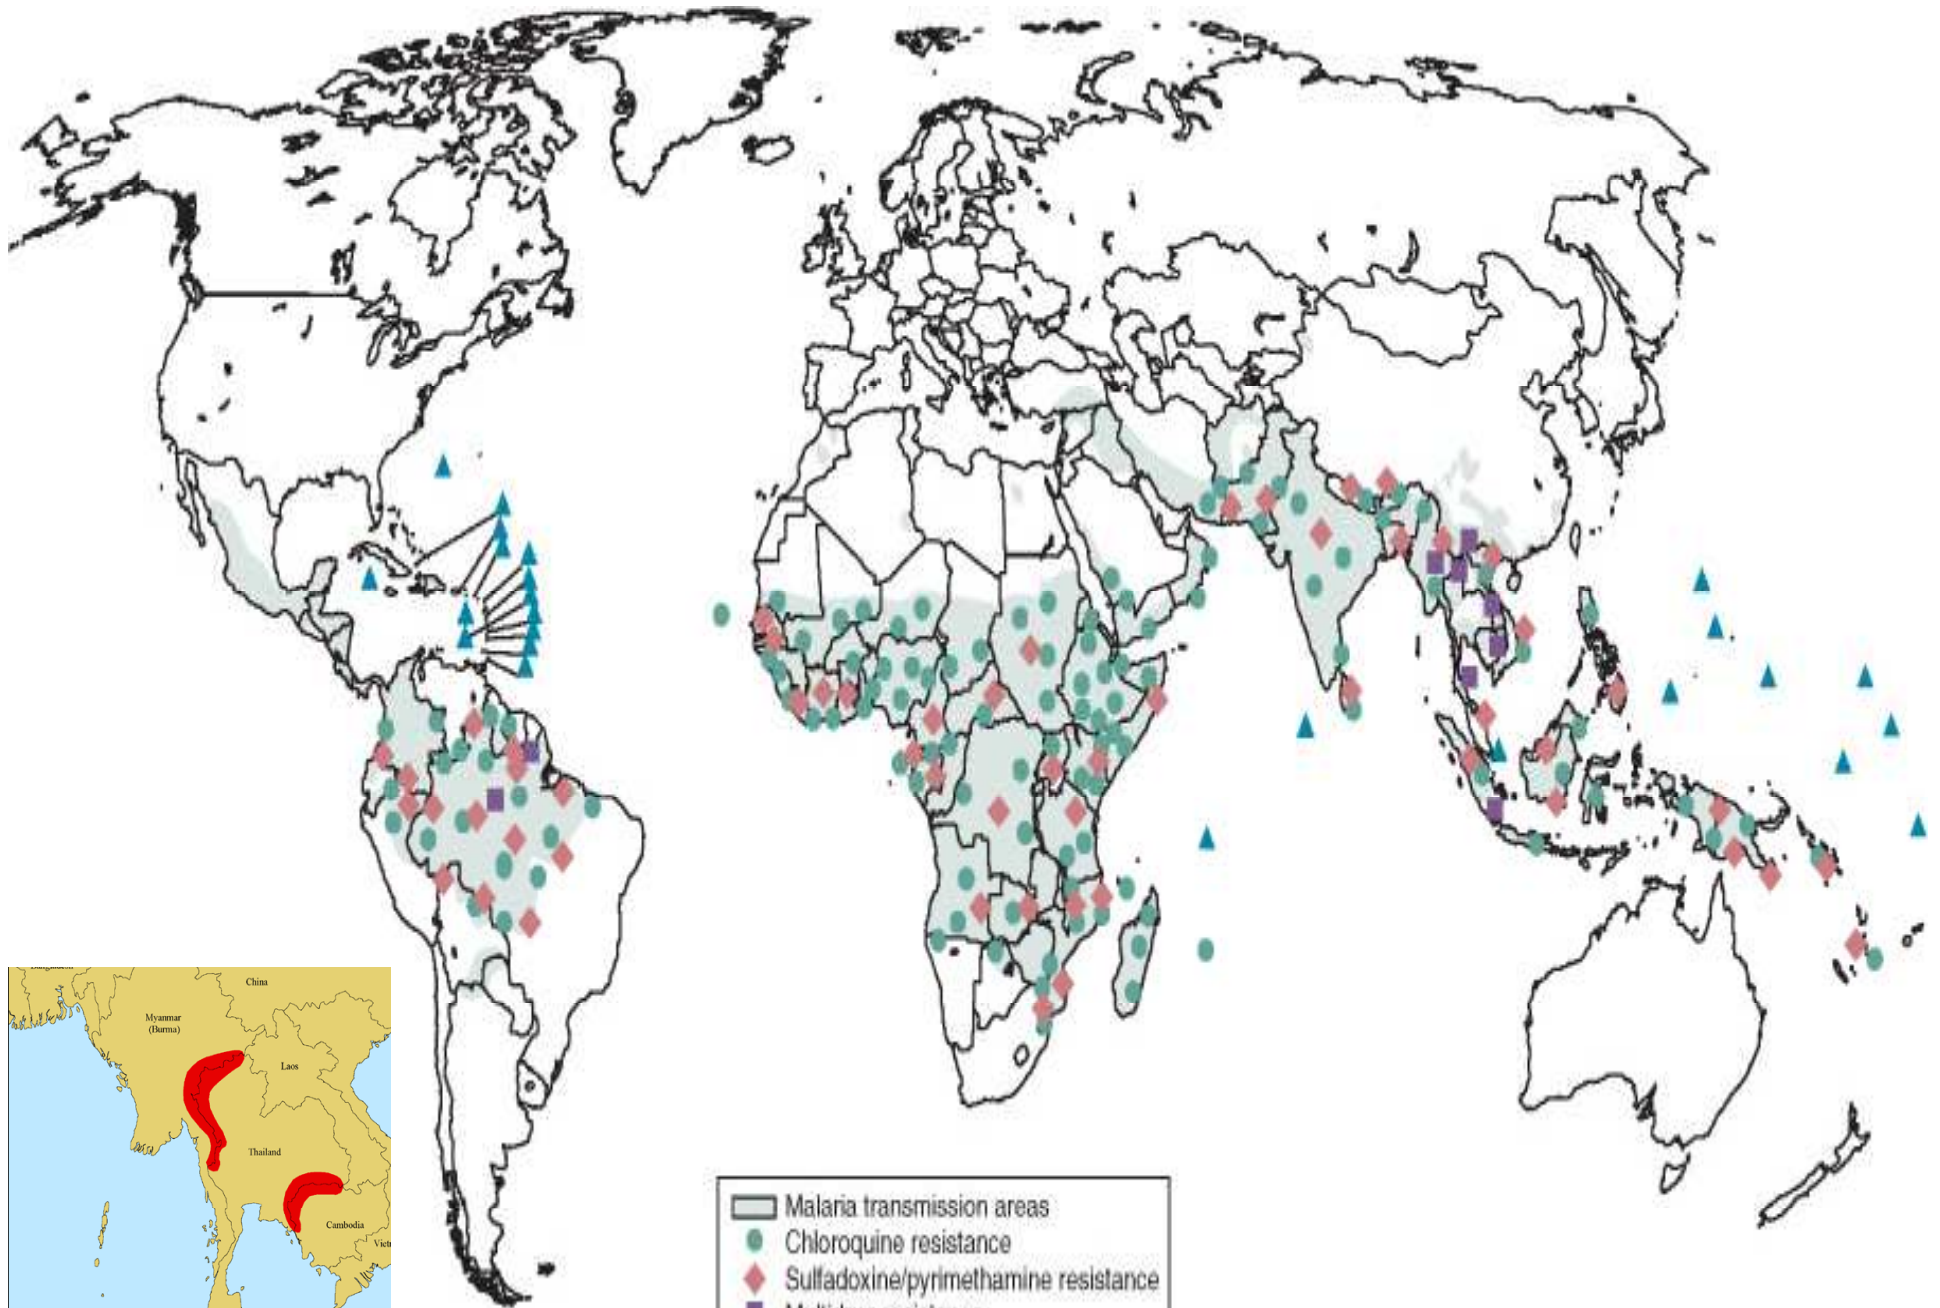 China
Myanmar
(Burma)
Laos
Thailand
Cambodia
Malaria transmission areas
Chloroquine resistance
Sulfadoxine/pyrimethamine resistance